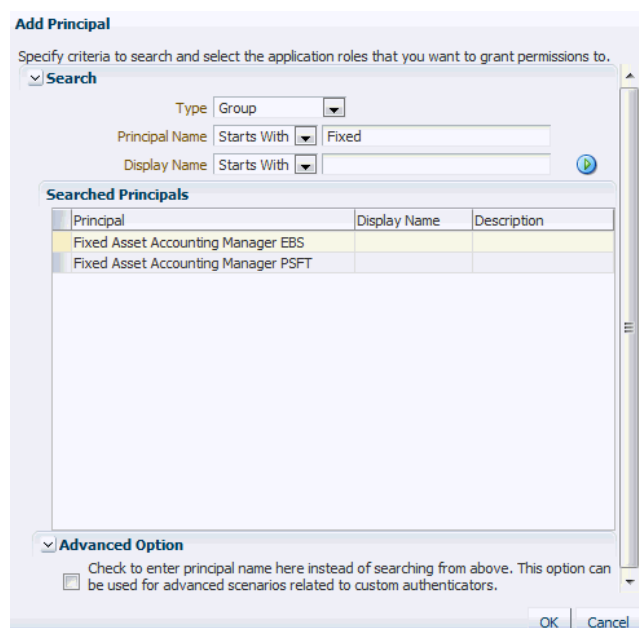 Add Principal
Specify criteria to search and select the application roles that you want to grant permissions to.
Search
Type Group
Principal Name Starts With Fixed
Display Name Starts With
Searched Principals
Principal Display Name Description
Fixed Asset Accounting Manager EBS
Fixed Asset Accounting Manager PSFT
Advanced Option
Check to enter principal name here instead of searching from above. This option can
be used for advanced scenarios related to custom authenticators.
OK Cancel